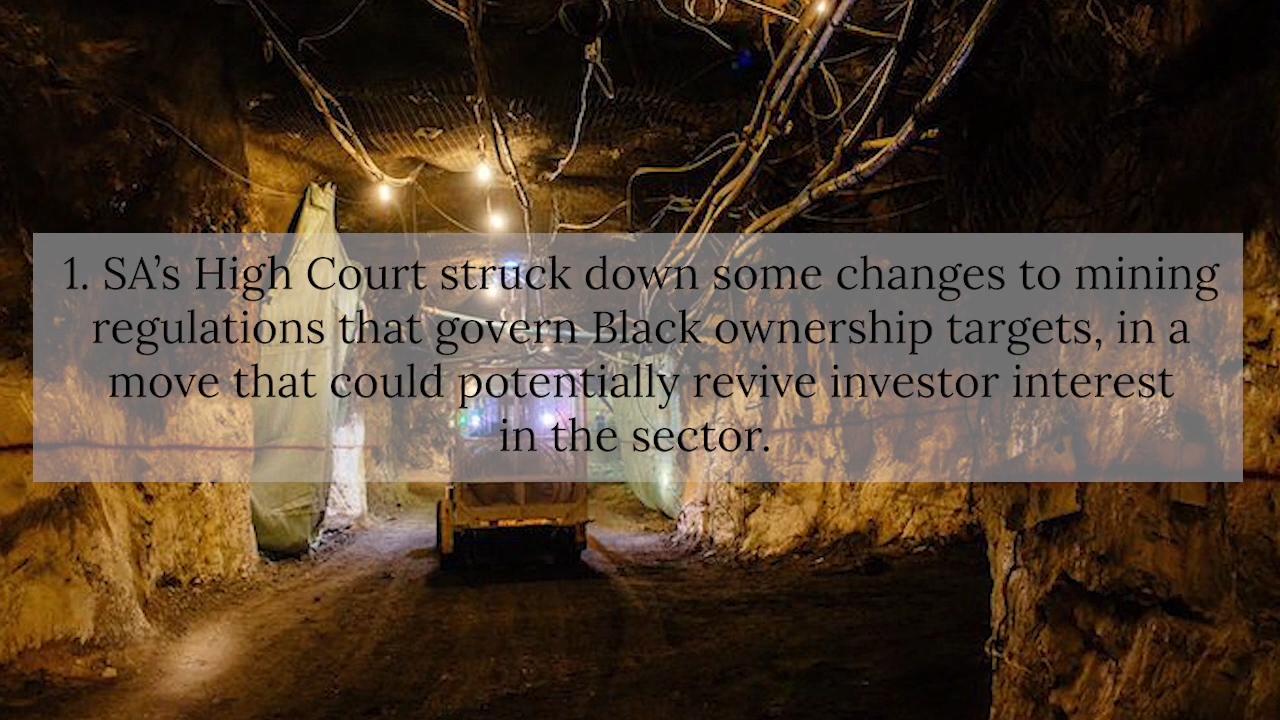 1. SA’s High Court struck down some changes to mining
regulations that govern Black ownership targets, in a
move that could potentially revive investor interest
in the sector.